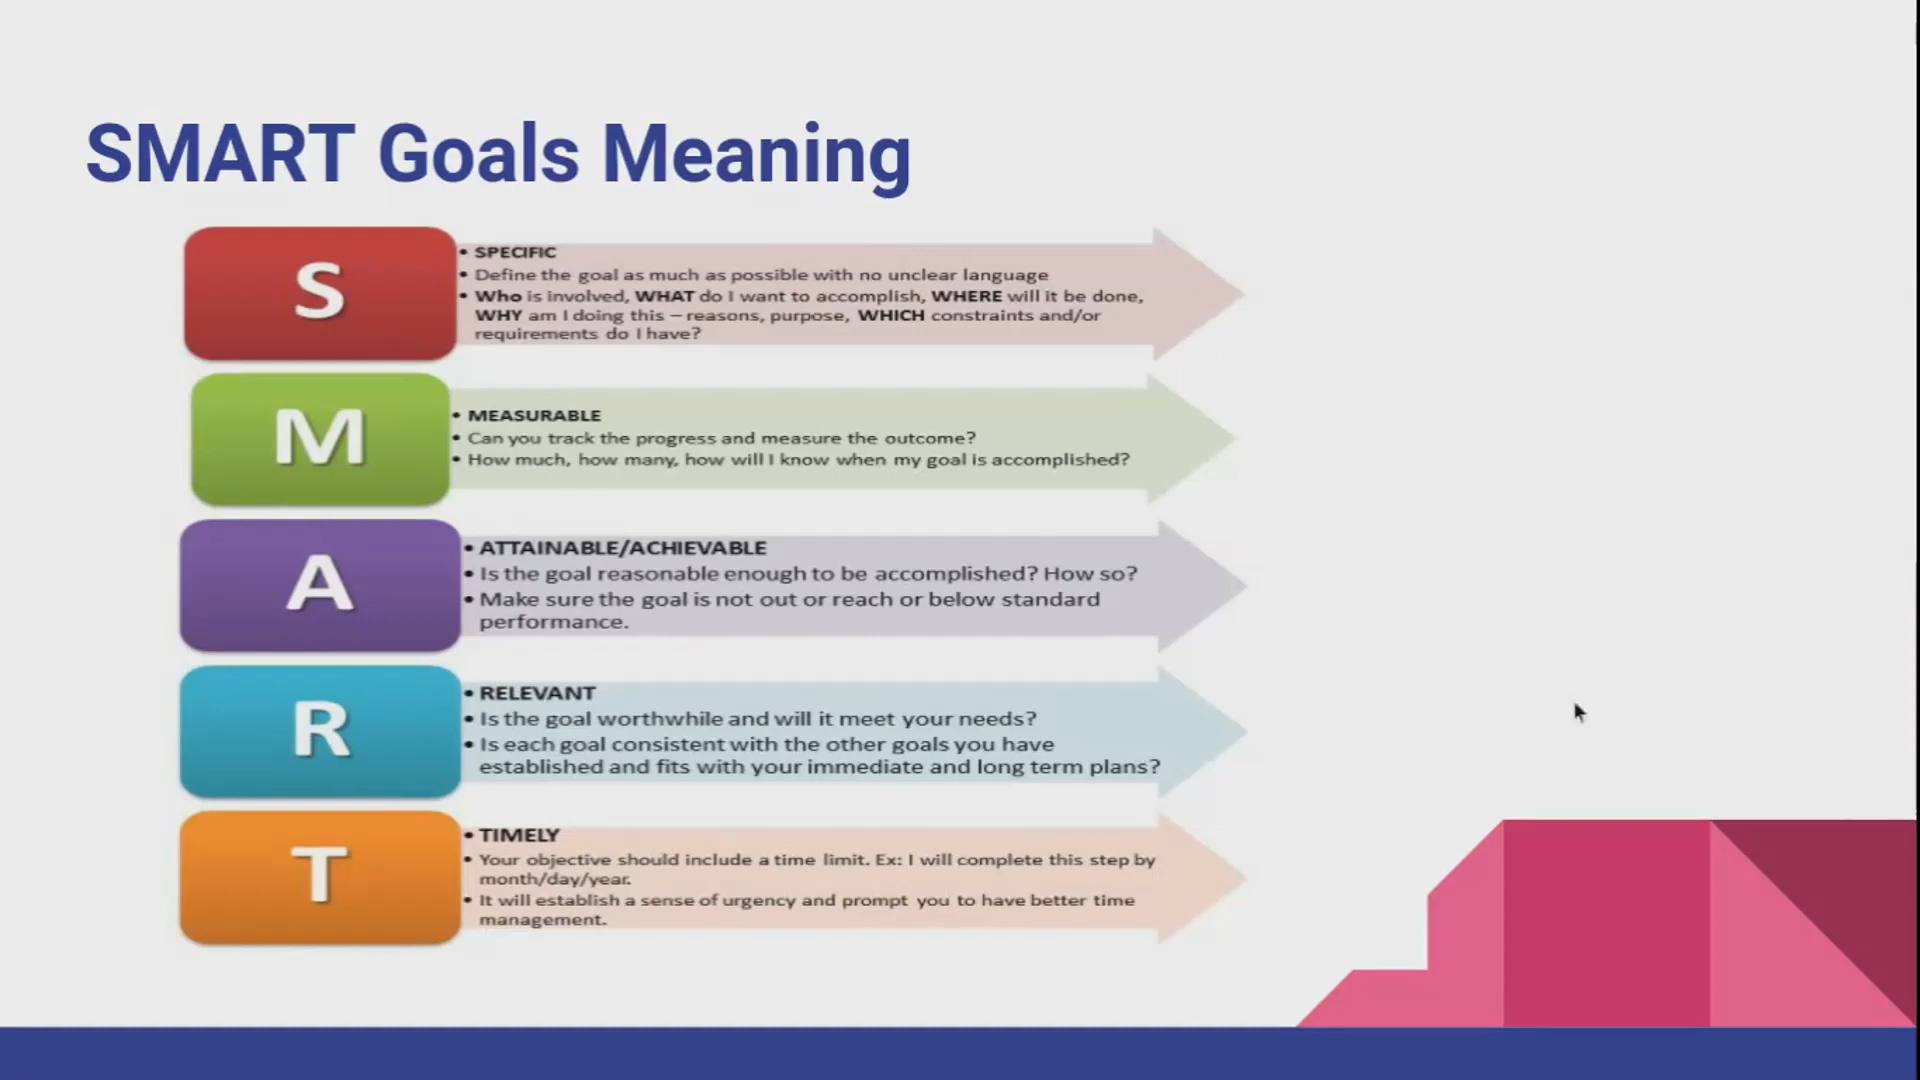 SMART Goals Meaning
S
• SPECIFIC
• Define the goal as much as possible with no unclear language
• Who is involved, WHAT do I want to accomplish, WHERE will it be done,
WHY am I doing this – reasons, purpose, WHICH constraints and/or
requirements do I have?
M
• MEASURABLE
• Can you track the progress and measure the outcome?
• How much, how many, how will I know when my goal is accomplished?
A
• ATTAINABLE/ACHIEVABLE
• Is the goal reasonable enough to be accomplished? How so?
• Make sure the goal is not out or reach or below standard
performance.
R
• RELEVANT
• Is the goal worthwhile and will it meet your needs?
• Is each goal consistent with the other goals you have
established and fits with your immediate and long term plans?
T
• TIMELY
• Your objective should include a time limit. Ex: I will complete this step by
month/day/year.
• It will establish a sense of urgency and prompt you to have better time
management.